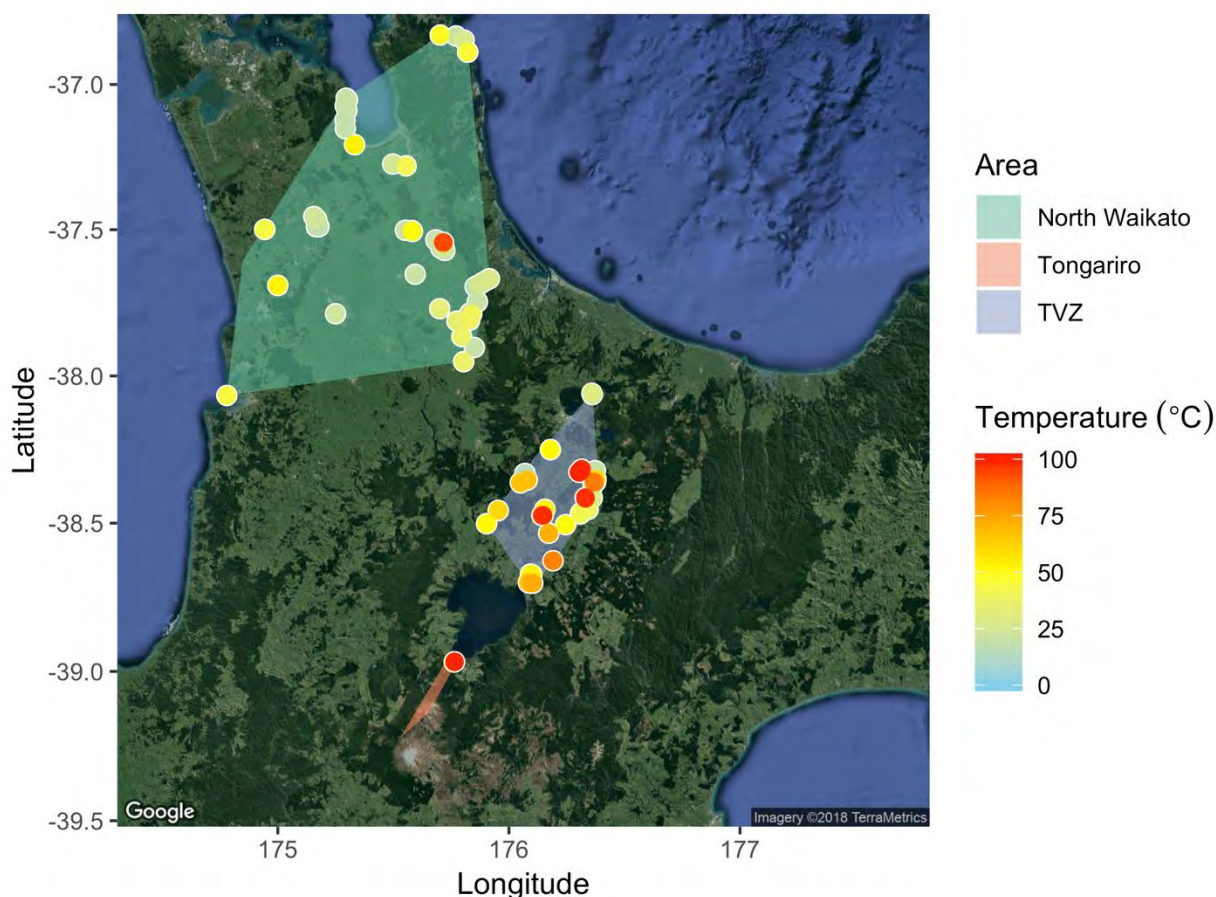 Latitude
-37.0
-37.5
-38.0
-38.5
-39.0
-39.5
Google
Imagery ©2018 TerraMetrics
175
176
177
Longitude
Area
North Waikato
Tongariro
TVZ
Temperature (°C)
100
75
50
25
0